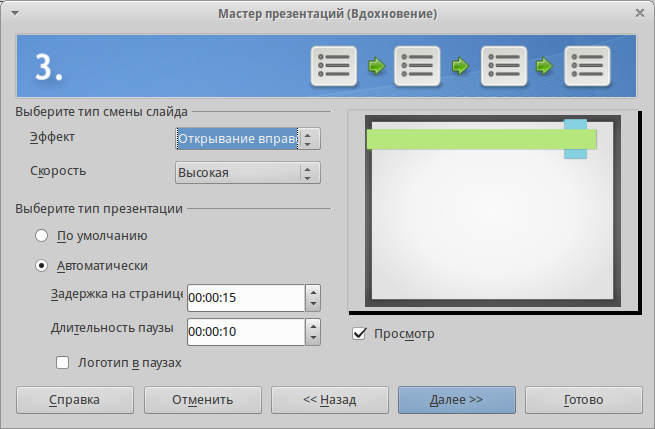 Мастер презентаций (Вдохновение)
3.
Выберите тип смены слайда
Эффект
Открывание вправ
Скорость
Высокая
Выберите тип презентации
По умолчанию
Автоматически
Задержка на странице
00:00:15
Длительность паузы
00:00:10
Логотип в паузах
Просмотр
Справка
Отменить
<< Назад
Далее >>
Готово